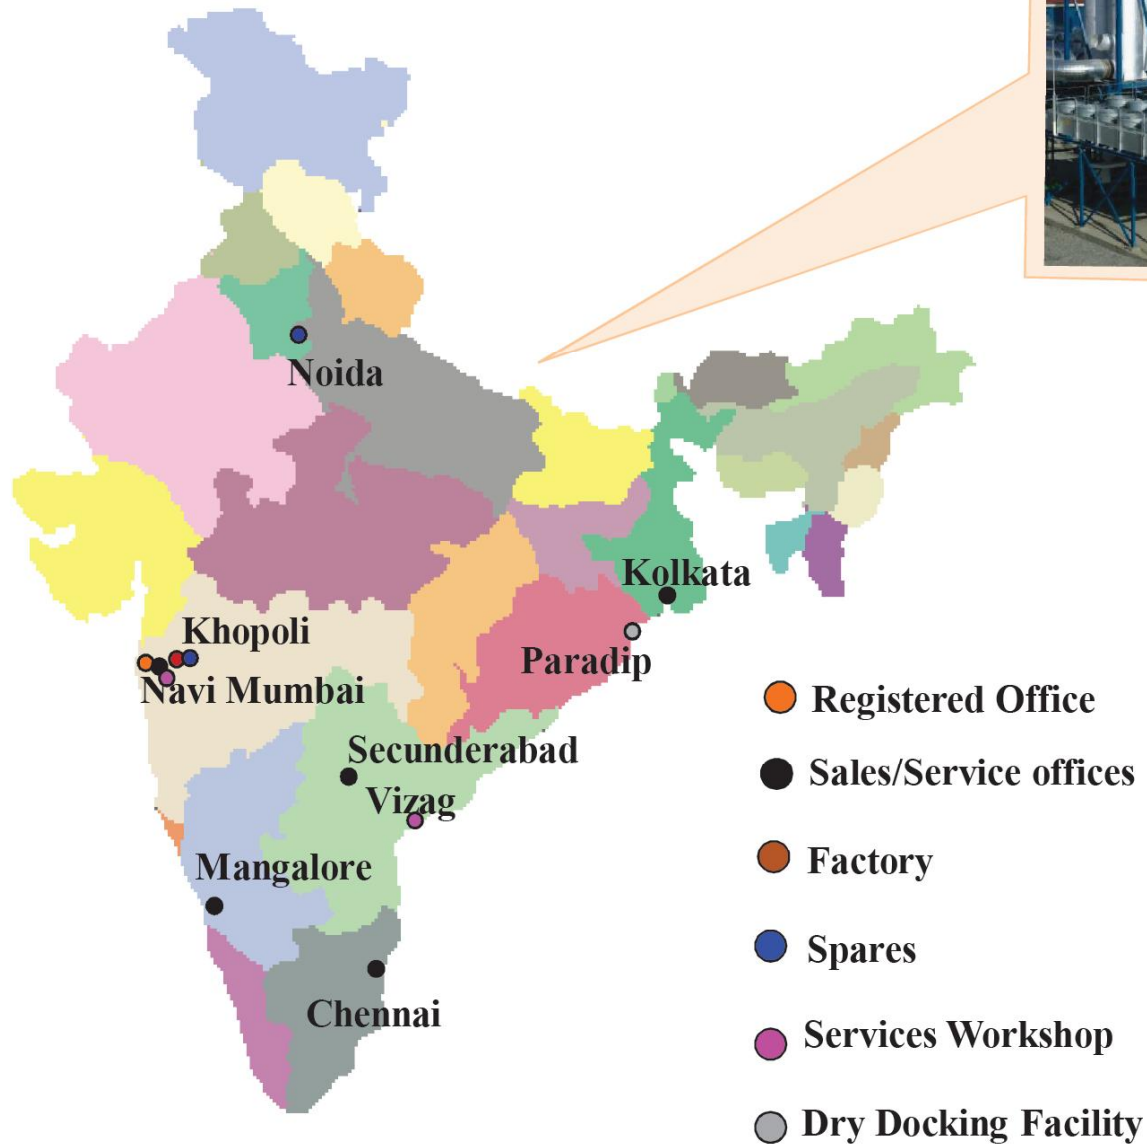 Noida
Kolkata
Khopoli
Paradip
Navi Mumbai
Secunderabad
Vizag
Mangalore
Chennai
Registered Office
Sales/Service offices
Factory
Spares
Services Workshop
Dry Docking Facility